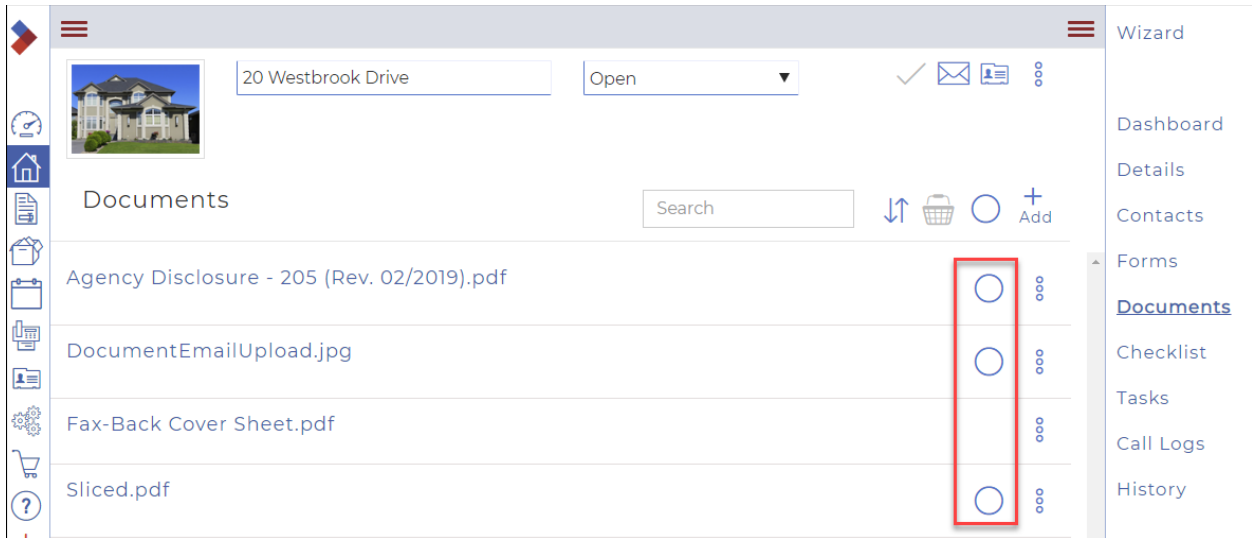 Wizard
20 Westbrook Drive
Open
Dashboard
Details
Documents
Search
Add
Contacts
Forms
Agency Disclosure - 205 (Rev. 02/2019).pdf
Documents
DocumentEmailUpload.jpg
Checklist
Tasks
Fax-Back Cover Sheet.pdf
Call Logs
Sliced.pdf
History
?